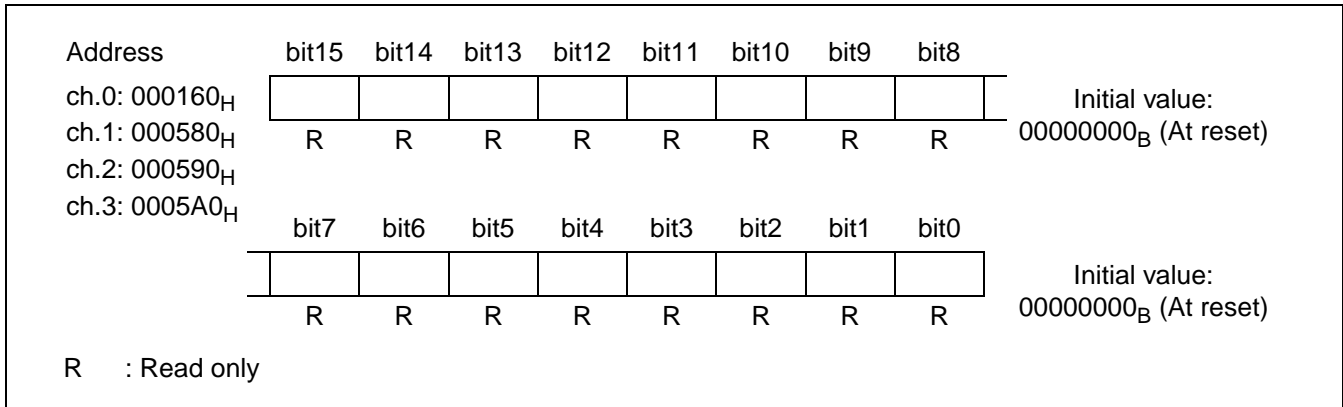 Address bit15 bit14 bit13 bit12 bit11 bit10 bit9 bit8
ch.0: 000160H
ch.1: 000580H
ch.2: 000590H
ch.3: 0005A0H
R R R R R R R R
Initial value:
00000000B (At reset)
bit7 bit6 bit5 bit4 bit3 bit2 bit1 bit0
R R R R R R R R
Initial value:
00000000B (At reset)
R : Read only